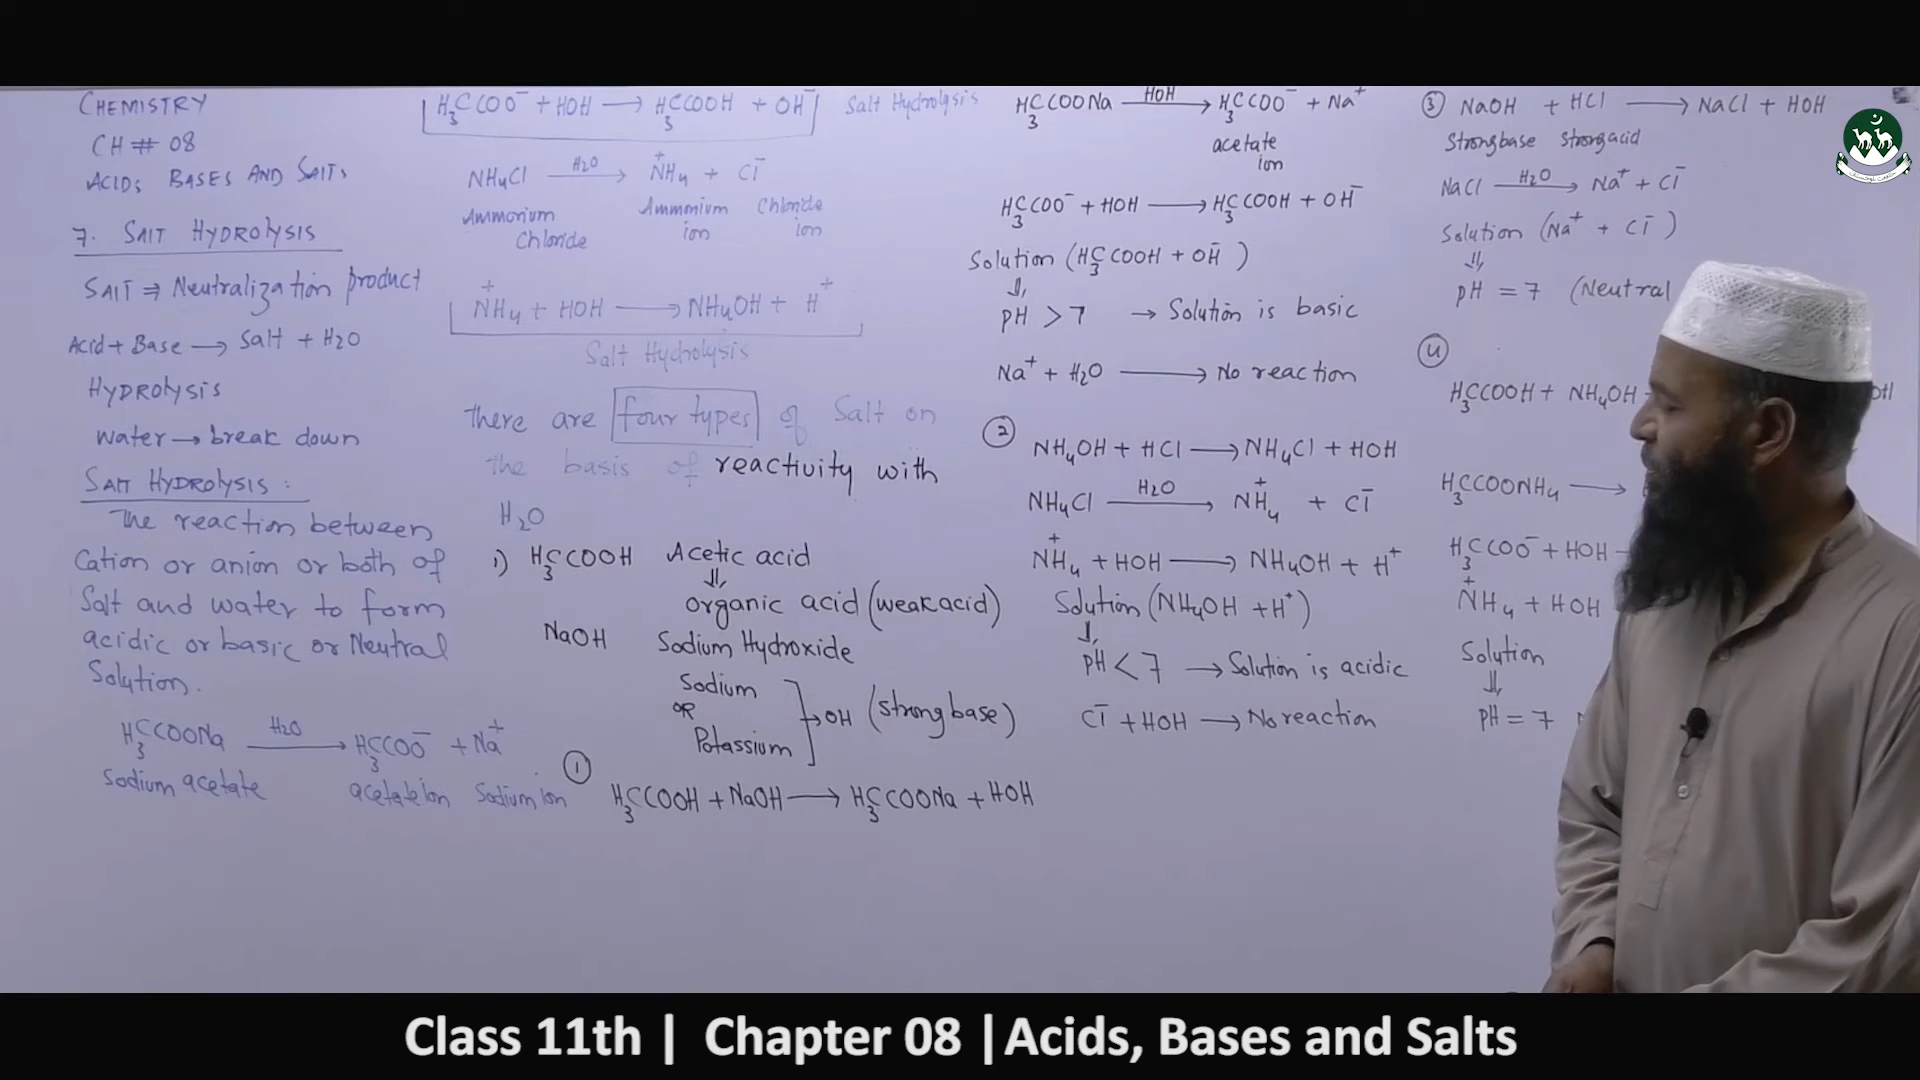 CHEMISTRY
CH # 08
ACIDS BASES AND SALTS
7. SALT HYDROLYSIS
SALT ⇒ Neutralization product
Acid + Base → Salt + H2O
HYDROLYSIS
Water → break down
SALT HYDROLYSIS:
The reaction between
Cation or anion or both of
Salt and water to form
acidic or basic or Neutral
Solution.
H3CCOONa —H2O→ H3CCOO⁻ + Na⁺
Sodium acetate acetate Ion Sodium Ion
H3CCOO⁻ + HOH → H3CCOOH + OH⁻ Salt Hydrolysis
NH4Cl —H2O→ NH4⁺ + Cl⁻
Ammonium Chloride Ammonium ion Chloride ion
NH4⁺ + HOH → NH4OH + H⁺
Salt Hydrolysis
There are four types of Salt on
the basis of reactivity with
H2O
1) H3CCOOH Acetic acid
⇓
organic acid (weak acid)
NaOH Sodium Hydroxide
Sodium
OR
Potassium
→ OH (strong base)
① H3CCOOH + NaOH → H3CCOONa + HOH
H3CCOONa —HOH→ H3CCOO⁻ + Na⁺
acetate
ion
H3CCOO⁻ + HOH → H3CCOOH + OH⁻
Solution (H3CCOOH + OH⁻)
⇓
pH > 7 → Solution is basic
Na⁺ + H2O → No reaction
②
NH4OH + HCl → NH4Cl + HOH
NH4Cl —H2O→ NH4⁺ + Cl⁻
NH4⁺ + HOH → NH4OH + H⁺
Solution (NH4OH + H⁺)
⇓
pH < 7 → Solution is acidic
Cl⁻ + HOH → No reaction
③ NaOH + HCl → NaCl + HOH
Strong base Strong acid
NaCl —H2O→ Na⁺ + Cl⁻
Solution (Na⁺ + Cl⁻)
⇓
pH = 7 (Neutral
④
H3CCOOH + NH4OH
H3CCOONH4 →
H3CCOO⁻ + HOH
NH4⁺ + HOH
Solution
⇓
pH = 7
Class 11th | Chapter 08 | Acids, Bases and Salts